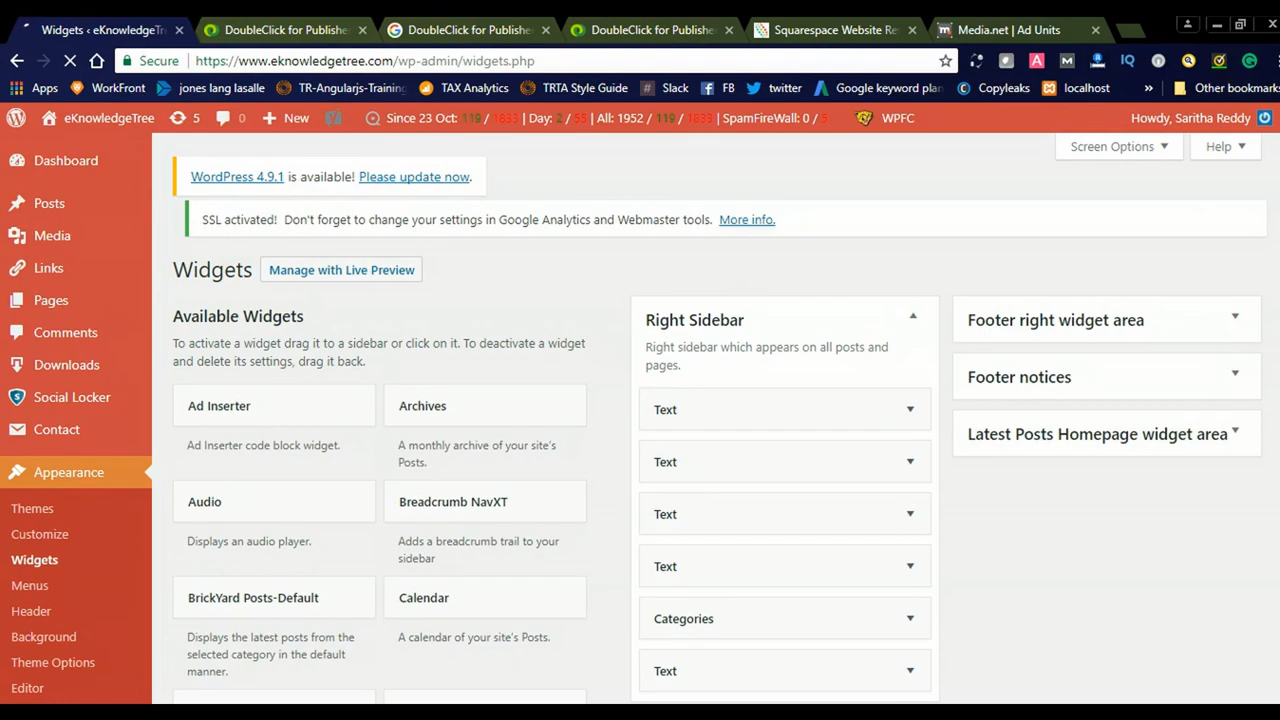 Widgets ‹ eKnowledgeTr
DoubleClick for Publishe
DoubleClick for Publishe
DoubleClick for Publishe
Squarespace Website Re
Media.net | Ad Units
Secure
https://www.eknowledgetree.com/wp-admin/widgets.php
Apps
WorkFront
jones lang lasalle
TR-Angularjs-Training
TAX Analytics
TRTA Style Guide
Slack
FB
twitter
Google keyword plan
Copyleaks
localhost
»
Other bookmarks
eKnowledgeTree
5
0
New
Since 23 Oct: 119 / 1833 | Day: 2 / 55 | All: 1952 / 119 / 1833 | SpamFireWall: 0 / 5
WPFC
Howdy, Saritha Reddy
Screen Options
Help
Dashboard
Posts
Media
Links
Pages
Comments
Downloads
Social Locker
Contact
Appearance
Themes
Customize
Widgets
Menus
Header
Background
Theme Options
Editor
WordPress 4.9.1 is available! Please update now.
SSL activated! Don't forget to change your settings in Google Analytics and Webmaster tools. More info.
Widgets
Manage with Live Preview
Available Widgets
To activate a widget drag it to a sidebar or click on it. To deactivate a widget
and delete its settings, drag it back.
Ad Inserter
Ad Inserter code block widget.
Archives
A monthly archive of your site's
Posts.
Audio
Displays an audio player.
Breadcrumb NavXT
Adds a breadcrumb trail to your
sidebar
BrickYard Posts-Default
Displays the latest posts from the
selected category in the default
manner.
Calendar
A calendar of your site's Posts.
Right Sidebar
Right sidebar which appears on all posts and
pages.
Text
Text
Text
Text
Categories
Text
Footer right widget area
Footer notices
Latest Posts Homepage widget area